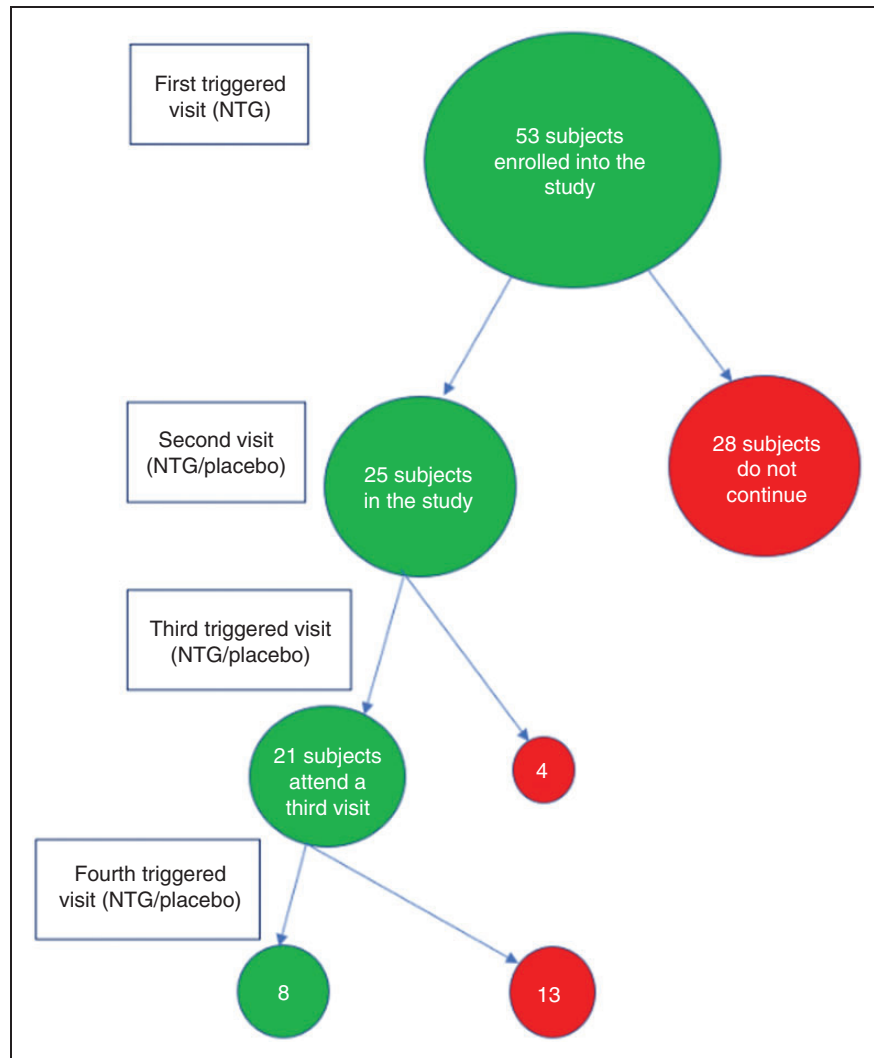 First triggered
visit (NTG)
53 subjects
enrolled into the
study
Second visit
(NTG/placebo)
25 subjects
in the study
28 subjects
do not
continue
Third triggered visit
(NTG/placebo)
21 subjects
attend a
third visit
4
Fourth triggered
visit (NTG/placebo)
8
13